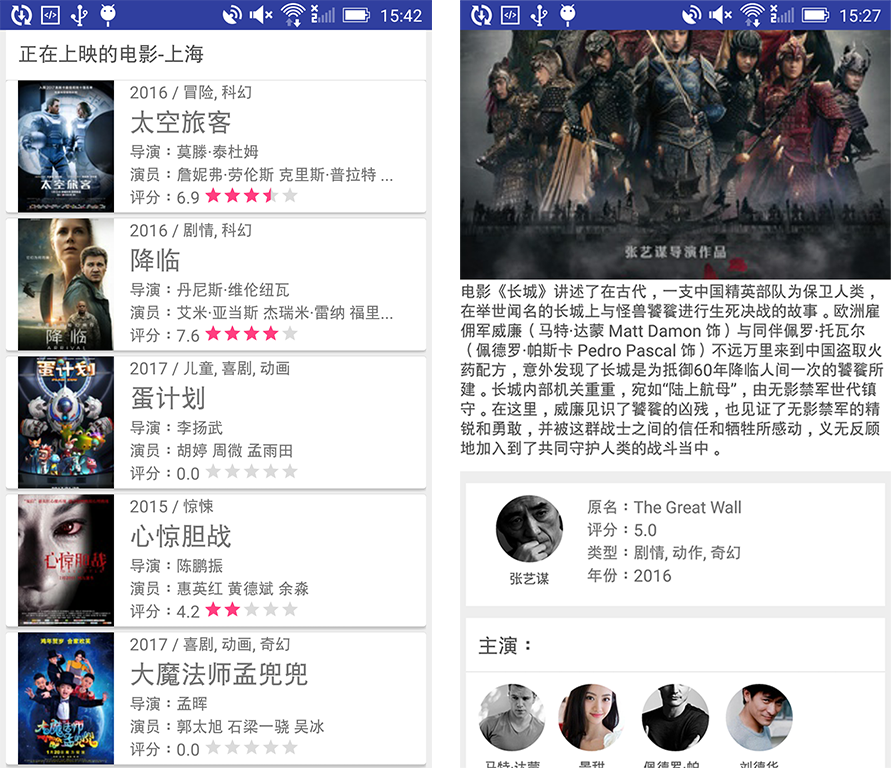 15:42
正在上映的电影-上海
太空旅客
2016 / 冒险, 科幻
太空旅客
导演：莫滕·泰杜姆
演员：詹妮弗·劳伦斯 克里斯·普拉特 ...
评分：6.9
降临
ARRIVAL
2016 / 剧情, 科幻
降临
导演：丹尼斯·维伦纽瓦
演员：艾米·亚当斯 杰瑞米·雷纳 福里...
评分：7.6
蛋计划
2017 / 儿童, 喜剧, 动画
蛋计划
导演：李扬武
演员：胡婷 周微 孟雨田
评分：0.0
心惊胆战
2015 / 惊悚
心惊胆战
导演：陈鹏振
演员：惠英红 黄德斌 余淼
评分：4.2
鸡年贺岁 合家欢笑
大魔法师孟兜兜
2017 / 喜剧, 动画, 奇幻
大魔法师孟兜兜
导演：孟晖
演员：郭太旭 石梁一骁 吴冰
评分：0.0
15:27
张艺谋导演作品
电影《长城》讲述了在古代，一支中国精英部队为保卫人类，
在举世闻名的长城上与怪兽饕餮进行生死决战的故事。欧洲雇
佣军威廉（马特·达蒙 Matt Damon 饰）与同伴佩罗·托瓦尔
（佩德罗·帕斯卡 Pedro Pascal 饰）不远万里来到中国盗取火
药配方，意外发现了长城是为抵御60年降临人间一次的饕餮所
建。长城内部机关重重，宛如“陆上航母”，由无影禁军世代镇
守。在这里，威廉见识了饕餮的凶残，也见证了无影禁军的精
锐和勇敢，并被这群战士之间的信任和牺牲所感动，义无反顾
地加入到了共同守护人类的战斗当中。
张艺谋
原名：The Great Wall
评分：5.0
类型：剧情, 动作, 奇幻
年份：2016
主演：
马特·达蒙
景甜
佩德罗·帕
刘德华